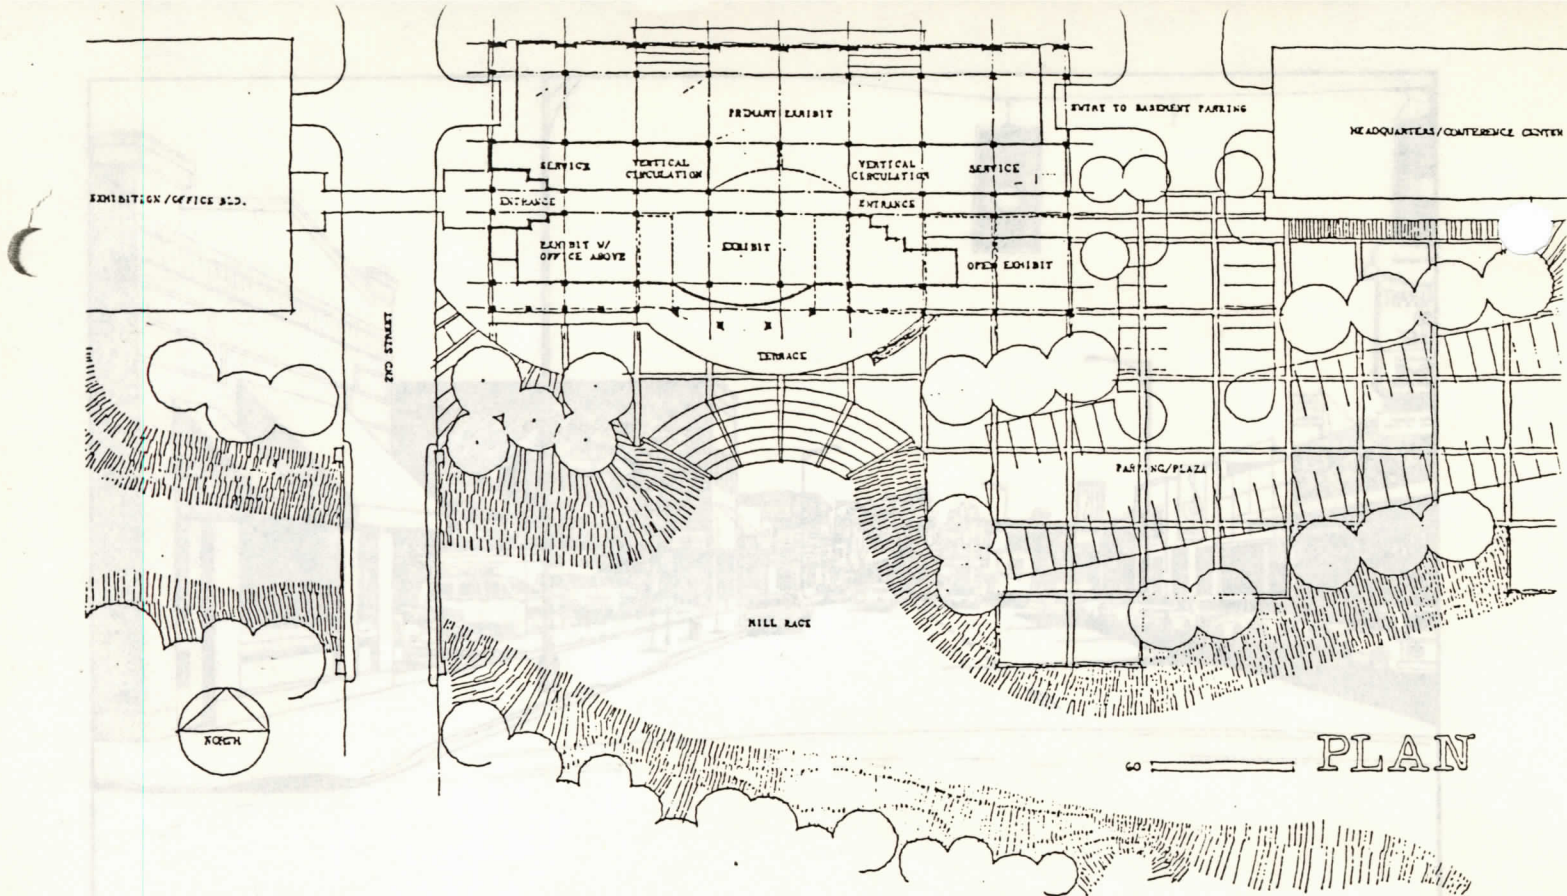 PRIMARY EXHIBIT
ENTRY TO BASEMENT PARKING
HEADQUARTERS/CONFERENCE CENTER
SERVICE
VERTICAL
CIRCULATION
VERTICAL
CIRCULATION
SERVICE
EXHIBITION/OFFICE BLD.
ENTRANCE
ENTRANCE
EXHIBIT W/
OFFICE ABOVE
EXHIBIT
OPEN EXHIBIT
2ND STREET
TERRACE
PARKING/PLAZA
MILL RACE
NORTH
60
PLAN